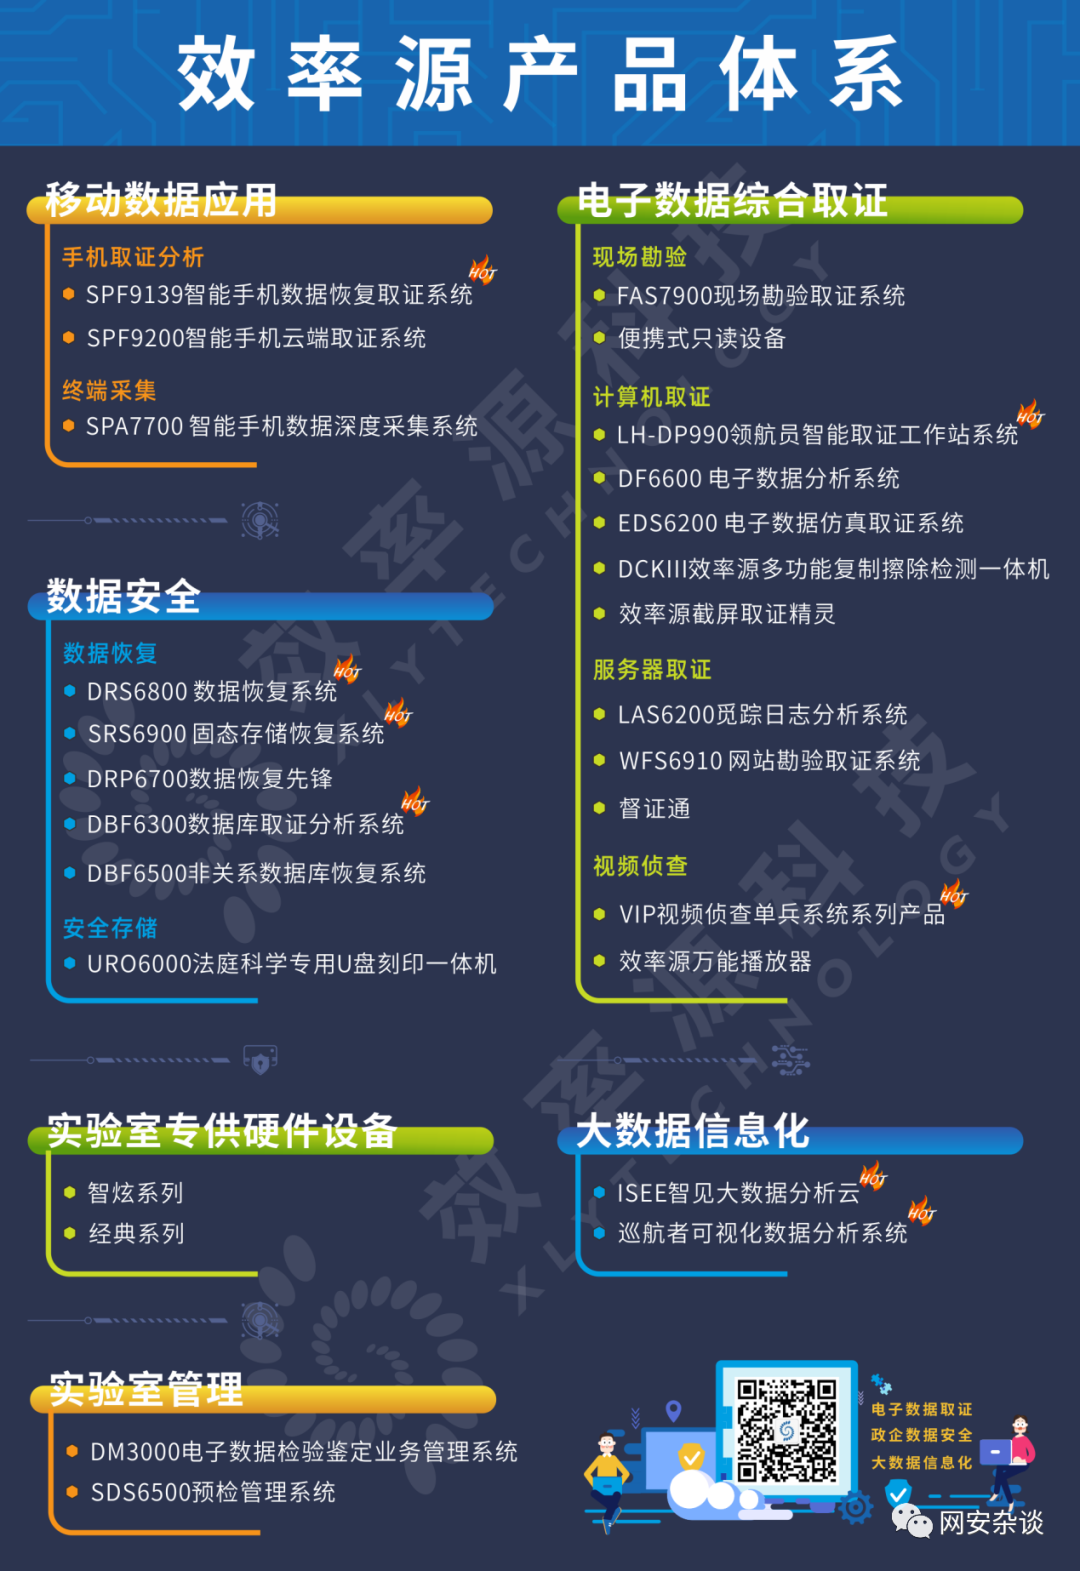 效率源产品体系
移动数据应用
手机取证分析
SPF9139智能手机数据恢复取证系统
HOT
SPF9200智能手机云端取证系统
终端采集
SPA7700 智能手机数据深度采集系统
数据安全
数据恢复
DRS6800 数据恢复系统
HOT
SRS6900 固态存储恢复系统
HOT
DRP6700数据恢复先锋
DBF6300数据库取证分析系统
HOT
DBF6500非关系数据库恢复系统
安全存储
URO6000法庭科学专用U盘刻印一体机
实验室专供硬件设备
智炫系列
经典系列
实验室管理
DM3000电子数据检验鉴定业务管理系统
SDS6500预检管理系统
电子数据综合取证
现场勘验
FAS7900现场勘验取证系统
便携式只读设备
计算机取证
LH-DP990领航员智能取证工作站系统
HOT
DF6600 电子数据分析系统
EDS6200 电子数据仿真取证系统
DCKIII效率源多功能复制擦除检测一体机
效率源截屏取证精灵
服务器取证
LAS6200觅踪日志分析系统
WFS6910 网站勘验取证系统
督证通
视频侦查
VIP视频侦查单兵系统系列产品
HOT
效率源万能播放器
大数据信息化
ISEE智见大数据分析云
HOT
巡航者可视化数据分析系统
HOT
电子数据取证
政企数据安全
大数据信息化
网安杂谈
效率源科技
XLYTECHNOLOGY
效率源科技
XLYTECHNOLOGY